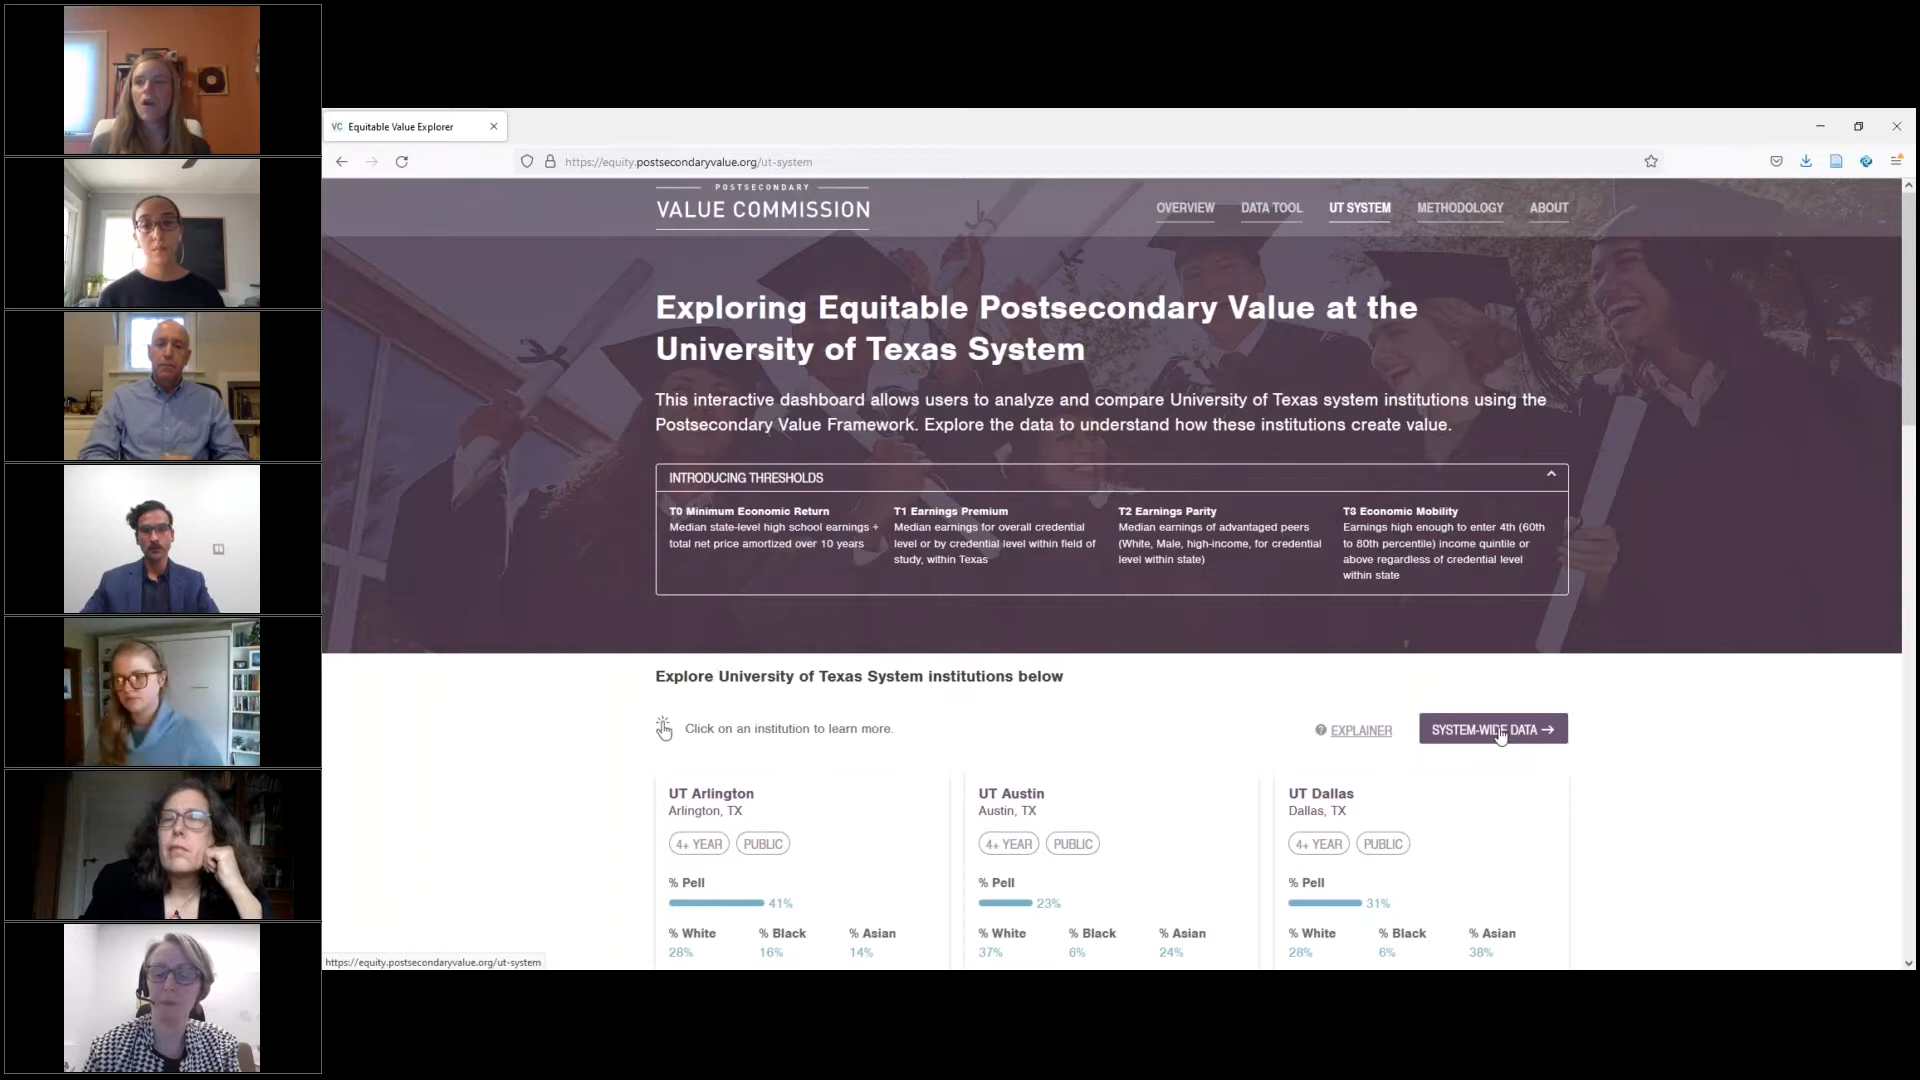 VC Equitable Value Explorer
https://equity.postsecondaryvalue.org/ut-system
POSTSECONDARY
VALUE COMMISSION
OVERVIEW DATA TOOL UT SYSTEM METHODOLOGY ABOUT
Exploring Equitable Postsecondary Value at the
University of Texas System
This interactive dashboard allows users to analyze and compare University of Texas system institutions using the
Postsecondary Value Framework. Explore the data to understand how these institutions create value.
INTRODUCING THRESHOLDS
T0 Minimum Economic Return
Median state-level high school earnings +
total net price amortized over 10 years
T1 Earnings Premium
Median earnings for overall credential
level or by credential level within field of
study, within Texas
T2 Earnings Parity
Median earnings of advantaged peers
(White, Male, high-income, for credential
level within state)
T3 Economic Mobility
Earnings high enough to enter 4th (60th
to 80th percentile) income quintile or
above regardless of credential level
within state
Explore University of Texas System institutions below
Click on an institution to learn more.
? EXPLAINER
SYSTEM-WIDE DATA →
UT Arlington
Arlington, TX
4+ YEAR PUBLIC
% Pell
41%
% White % Black % Asian
28% 16% 14%
UT Austin
Austin, TX
4+ YEAR PUBLIC
% Pell
23%
% White % Black % Asian
37% 6% 24%
UT Dallas
Dallas, TX
4+ YEAR PUBLIC
% Pell
31%
% White % Black % Asian
28% 6% 38%
https://equity.postsecondaryvalue.org/ut-system